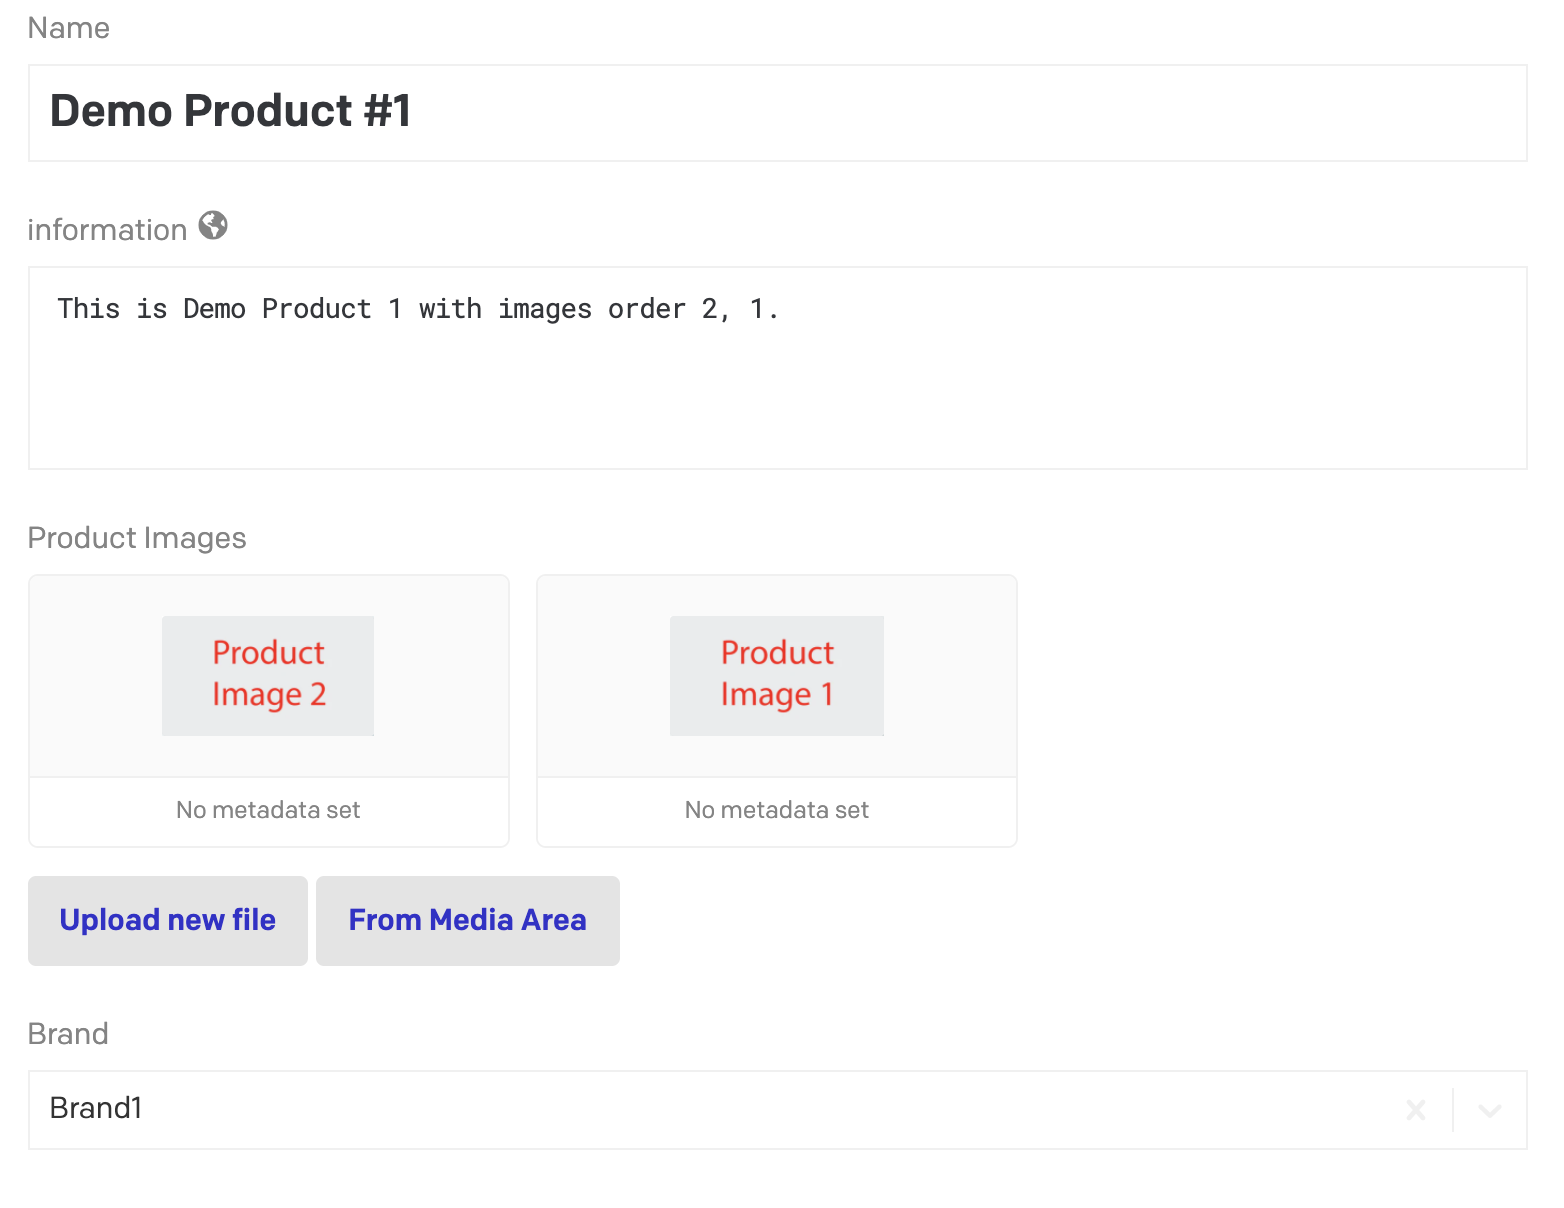 Name
Demo Product #1
information
This is Demo Product 1 with images order 2, 1.
Product Images
Product
Image 2
Product
Image 1
No metadata set
No metadata set
Upload new file
From Media Area
Brand
Brand1